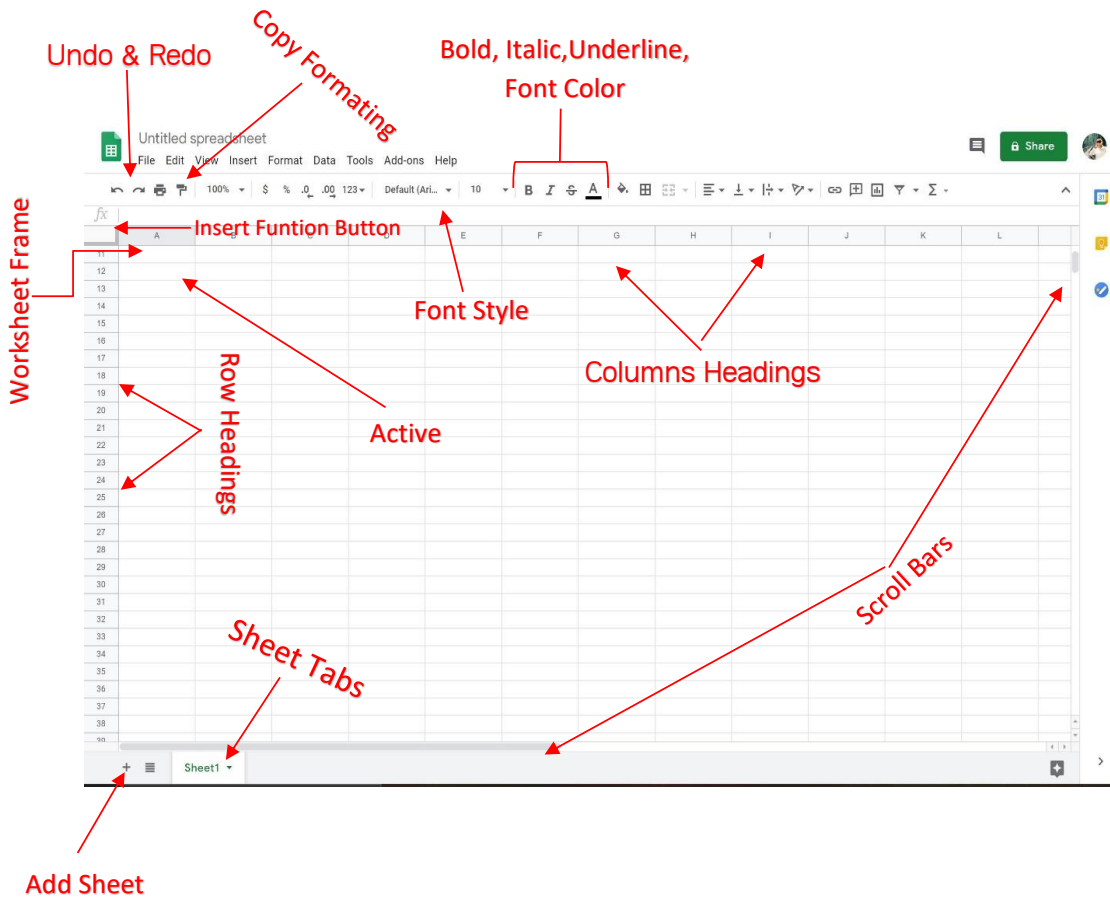 Undo & Redo
Copy Formating
Bold, Italic,Underline,
Font Color
Untitled spreadsheet
File Edit View Insert Format Data Tools Add-ons Help
Share
100% $ % .0 .00 123 Default (Ari... 10 B I S A
fx
Insert Funtion Button
A B C D E F G H I J K L
Worksheet Frame
11
12
13
14
15
16
17
18
19
20
21
22
23
24
25
26
27
28
29
30
31
32
33
34
35
36
37
38
39
Font Style
Columns Headings
Row Headings
Active
Scroll Bars
Sheet Tabs
Sheet1
Add Sheet
31